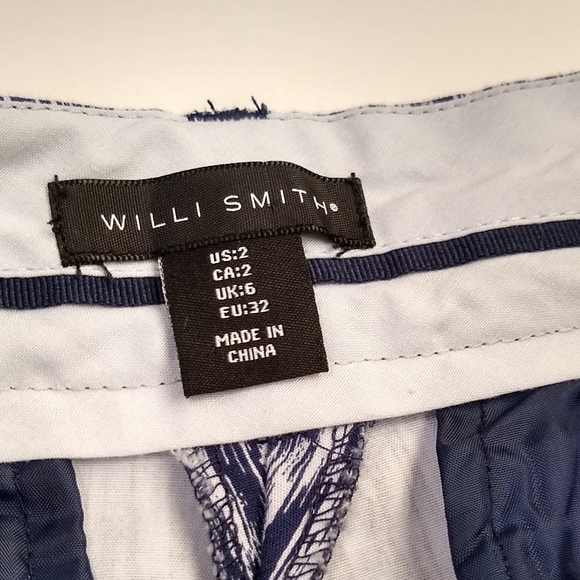 WILLI SMITH®
US:2
CA:2
UK:6
EU:32
MADE IN
CHINA